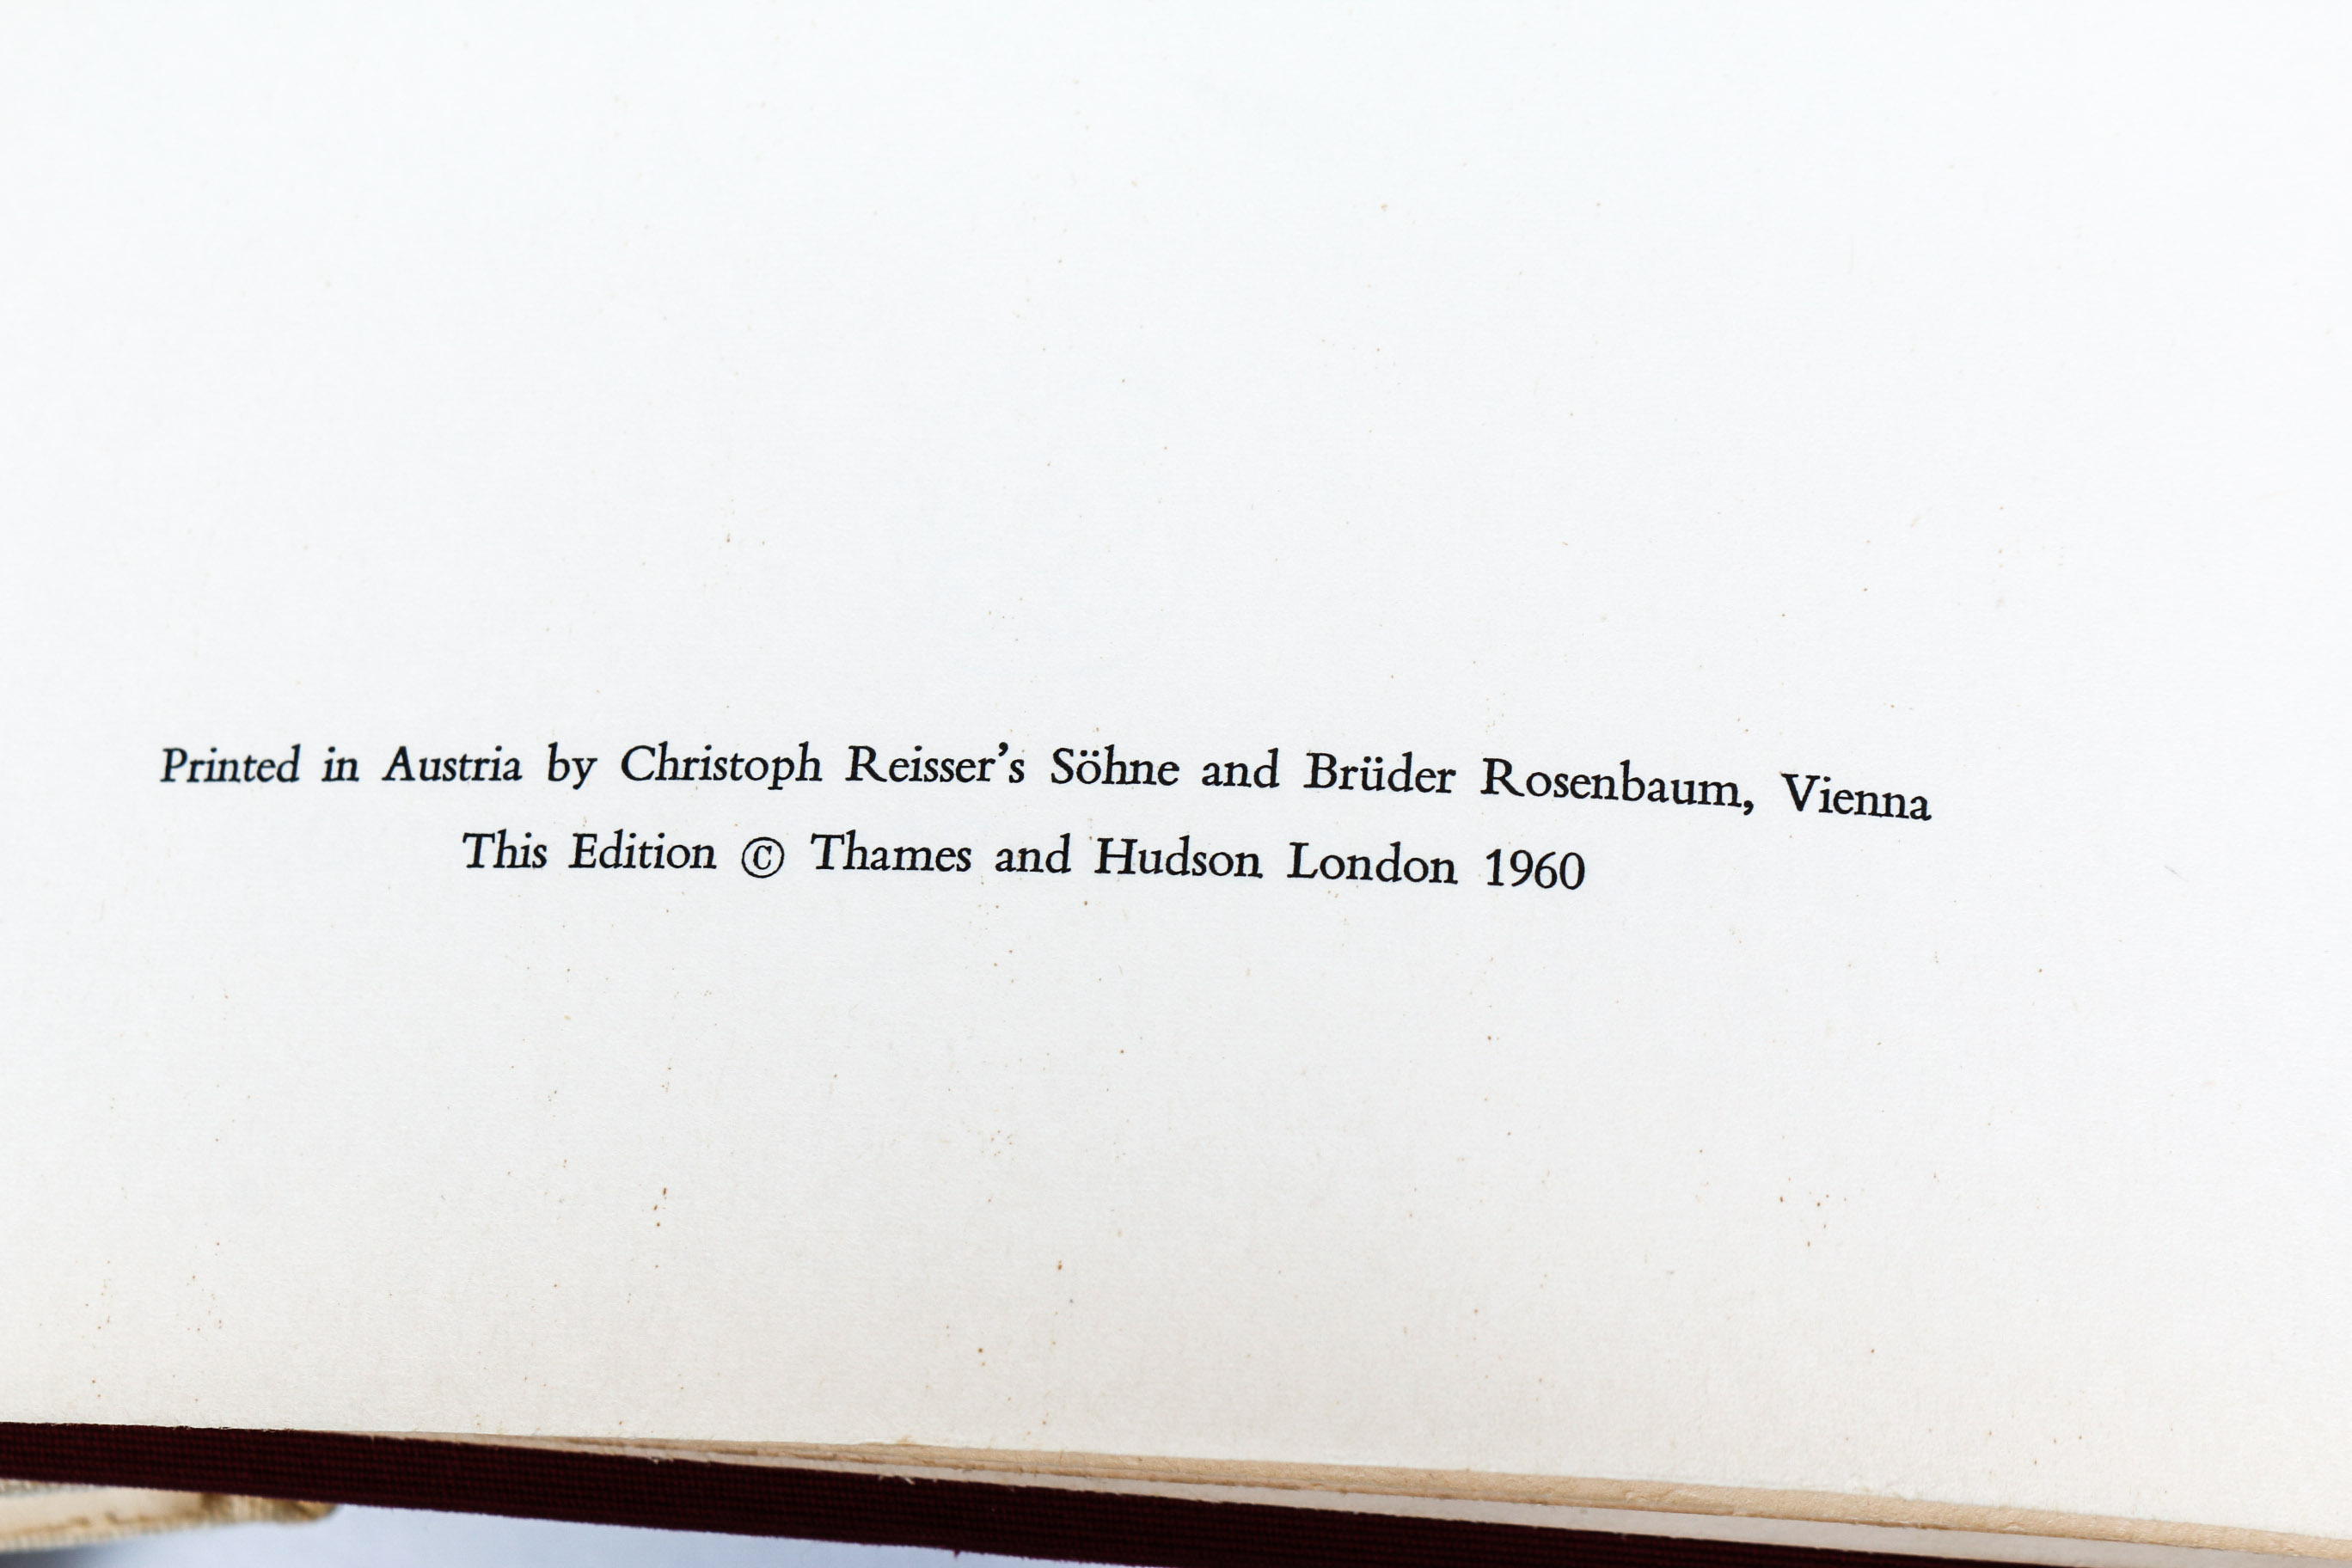 Printed in Austria by Christoph Reisser’s Söhne and Brüder Rosenbaum, Vienna
This Edition © Thames and Hudson London 1960